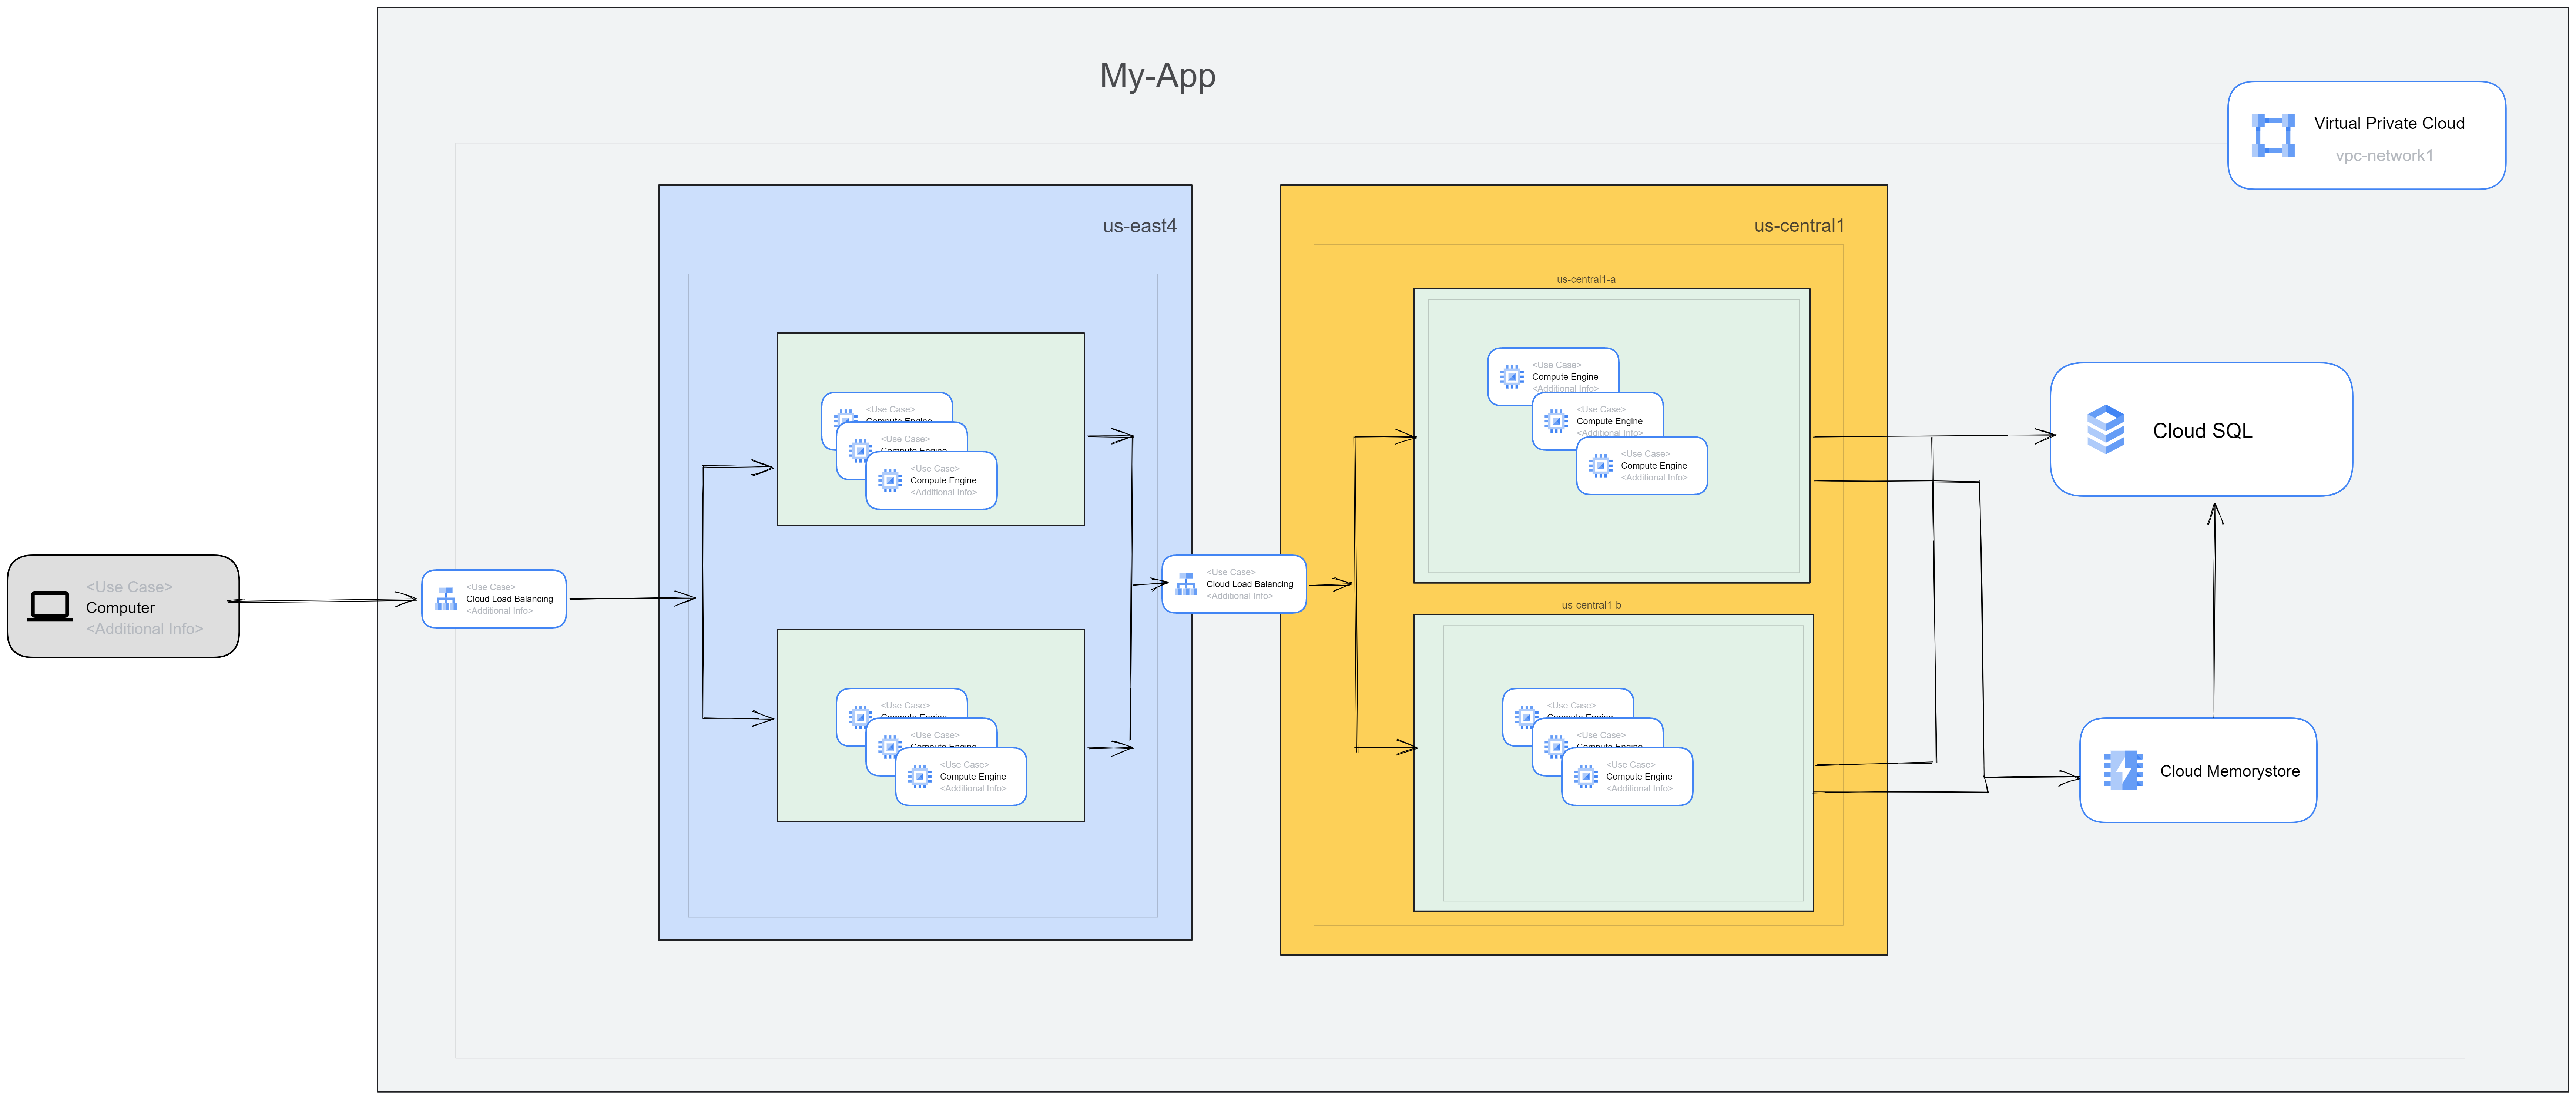 My-App
Virtual Private Cloud
vpc-network1
us-east4
us-central1
us-central1-a
<Use Case>
Compute Engine
<Additional Info>
<Use Case>
Compute Engine
<Additional Info>
<Use Case>
Compute Engine
<Additional Info>
<Use Case>
Compute Engine
<Use Case>
Compute Engine
<Use Case>
Compute Engine
<Additional Info>
Cloud SQL
<Use Case>
Computer
<Additional Info>
<Use Case>
Cloud Load Balancing
<Additional Info>
<Use Case>
Cloud Load Balancing
<Additional Info>
us-central1-b
<Use Case>
Compute Engine
<Use Case>
Compute Engine
<Use Case>
Compute Engine
<Additional Info>
<Use Case>
Compute Engine
<Use Case>
Compute Engine
<Use Case>
Compute Engine
<Additional Info>
Cloud Memorystore